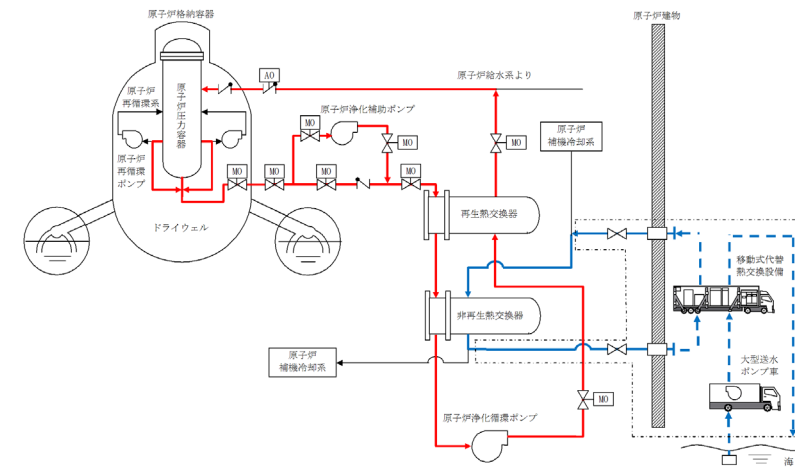 原子炉格納容器
原子炉建物
原子炉
再循環系
原子炉圧力容器
AO
原子炉給水系より
原子炉浄化補助ポンプ
MO
MO
MO
原子炉
補機冷却系
原子炉
再循環
ポンプ
MO
MO
MO
MO
ドライウェル
再生熱交換器
移動式代替
熱交換設備
非再生熱交換器
原子炉
補機冷却系
大型送水
ポンプ車
MO
原子炉浄化循環ポンプ
海